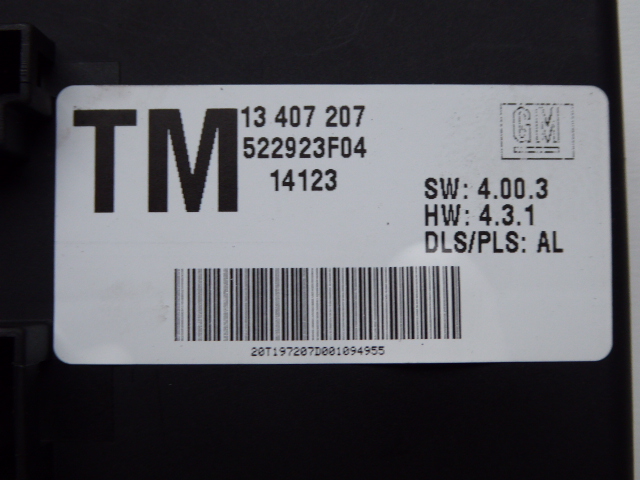 TM
13 407 207
522923F04
14123
GM
SW: 4.00.3
HW: 4.3.1
DLS/PLS: AL
20T197207D001094955